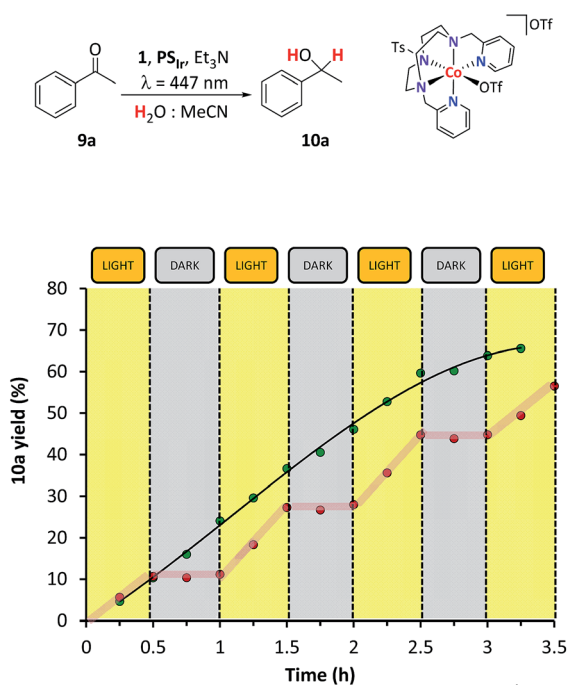 O
9a
1, PSIr, Et3N
λ = 447 nm
H2O : MeCN
HO H
10a
Ts N N N N N Co OTf
OTf
LIGHT DARK LIGHT DARK LIGHT DARK LIGHT
10a yield (%)
80
70
60
50
40
30
20
10
0
0 0.5 1 1.5 2 2.5 3 3.5
Time (h)